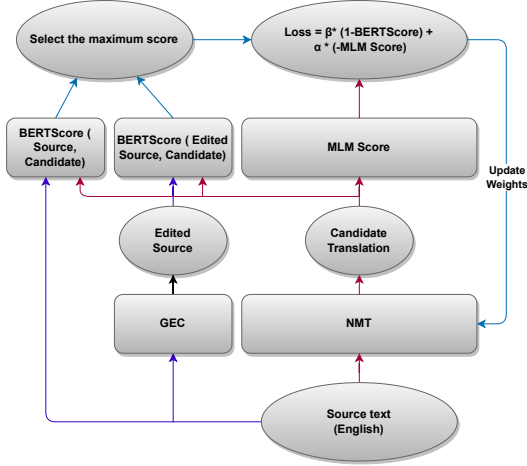 Select the maximum score
Loss = β* (1-BERTScore) +
α * (-MLM Score)
BERTScore (
Source,
Candidate)
BERTScore ( Edited
Source, Candidate)
MLM Score
Update
Weights
Edited
Source
Candidate
Translation
GEC
NMT
Source text
(English)